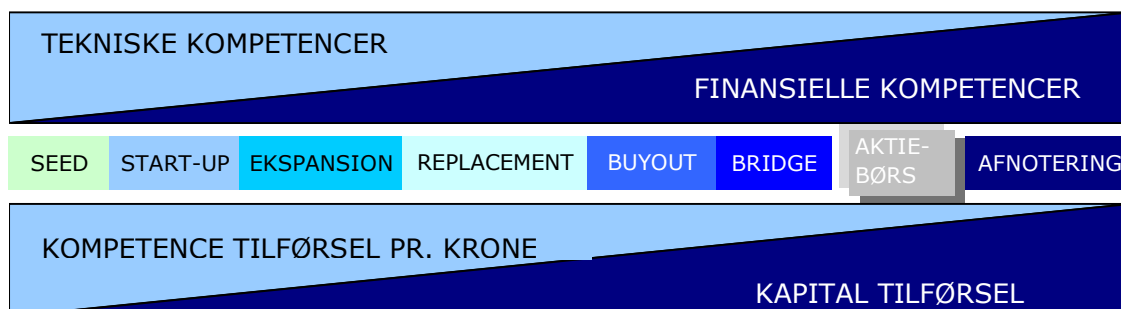 TEKNISKE KOMPETENCER
FINANSIELLE KOMPETENCER
SEED START-UP EKSPANSION REPLACEMENT BUYOUT BRIDGE AKTIE-
BØRS AFNOTERING
KOMPETENCE TILFØRSEL PR. KRONE
KAPITAL TILFØRSEL